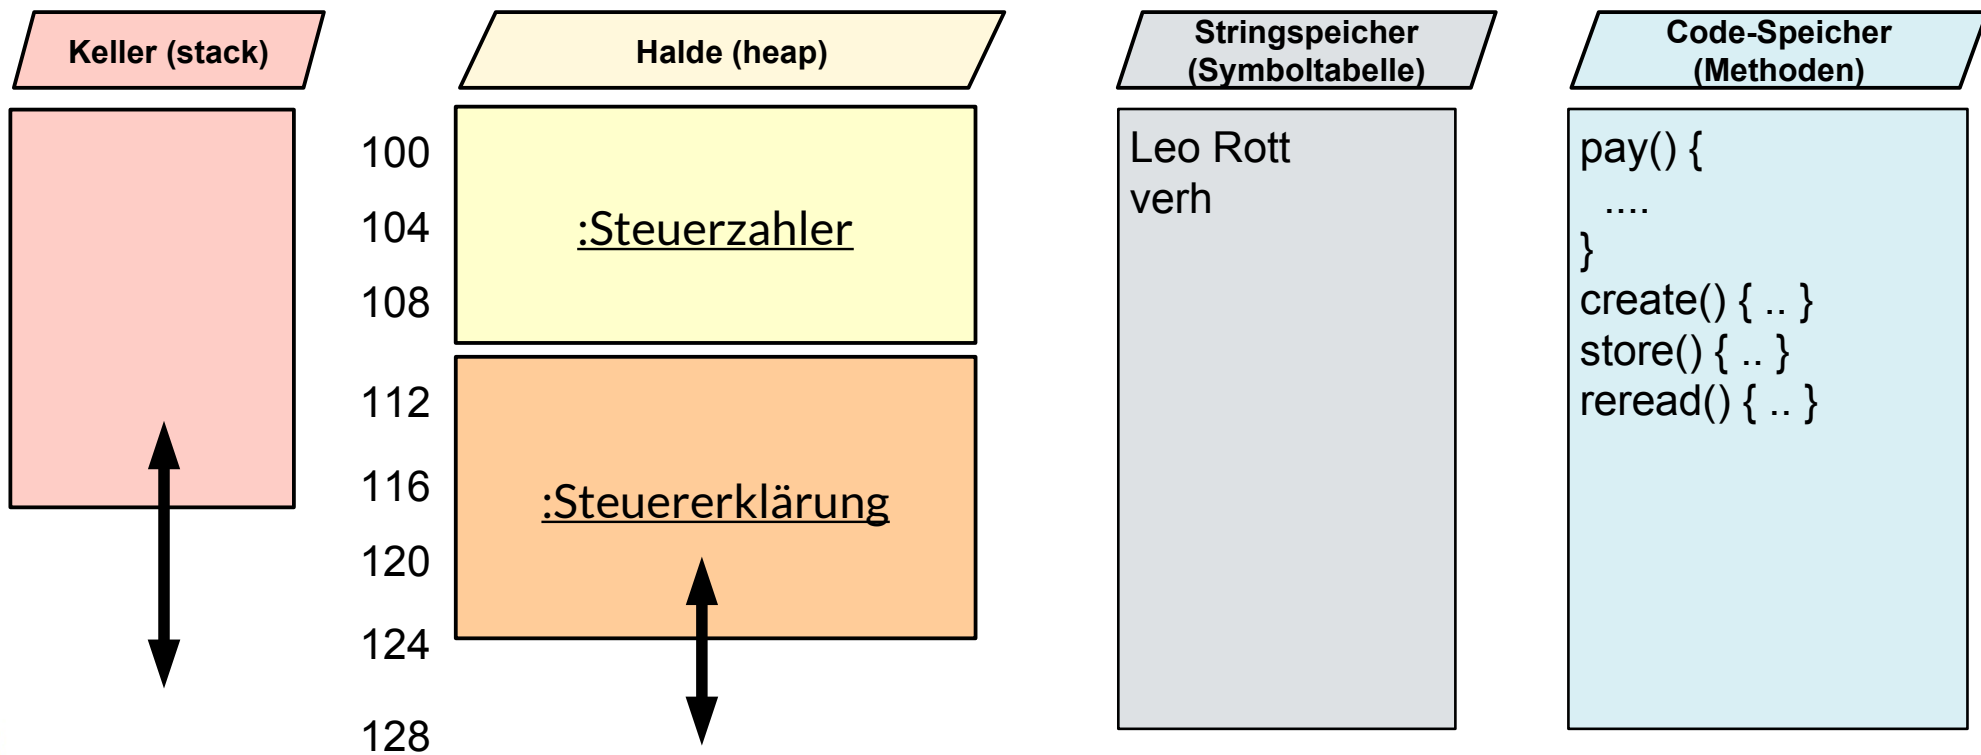 Keller (stack)
Halde (heap)
Stringspeicher
(Symboltabelle)
Code-Speicher
(Methoden)
100
104
108
112
116
120
124
128
:Steuerzahler
:Steuererklärung
Leo Rott
verh
pay() {
....
}
create() { .. }
store() { .. }
reread() { .. }